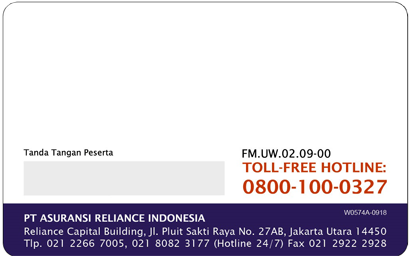 Tanda Tangan Peserta
FM.UW.02.09-00
TOLL-FREE HOTLINE:
0800-100-0327
W0574A-0918
PT ASURANSI RELIANCE INDONESIA
Reliance Capital Building, Jl. Pluit Sakti Raya No. 27AB, Jakarta Utara 14450
Tlp. 021 2266 7005, 021 8082 3177 (Hotline 24/7) Fax 021 2922 2928